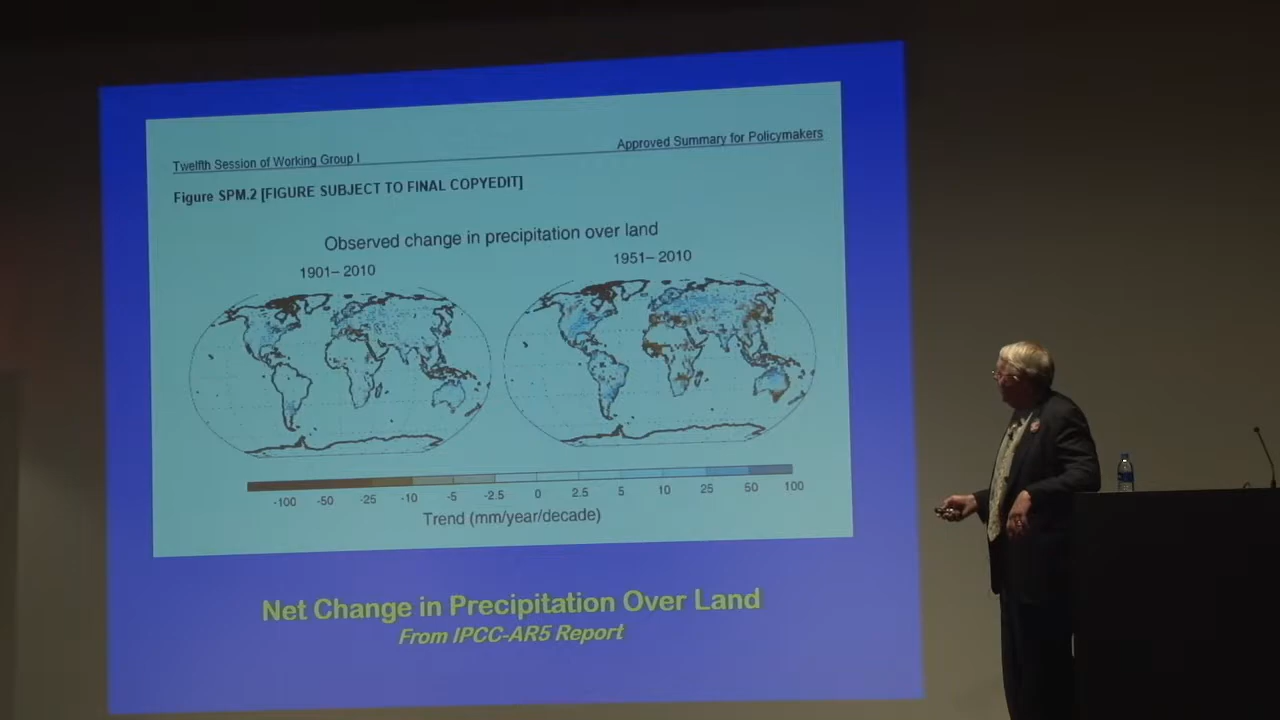 Twelfth Session of Working Group I
Approved Summary for Policymakers
Figure SPM.2 [FIGURE SUBJECT TO FINAL COPYEDIT]
Observed change in precipitation over land
1901– 2010
1951– 2010
-100 -50 -25 -10 -5 -2.5 0 2.5 5 10 25 50 100
Trend (mm/year/decade)
Net Change in Precipitation Over Land
From IPCC-AR5 Report